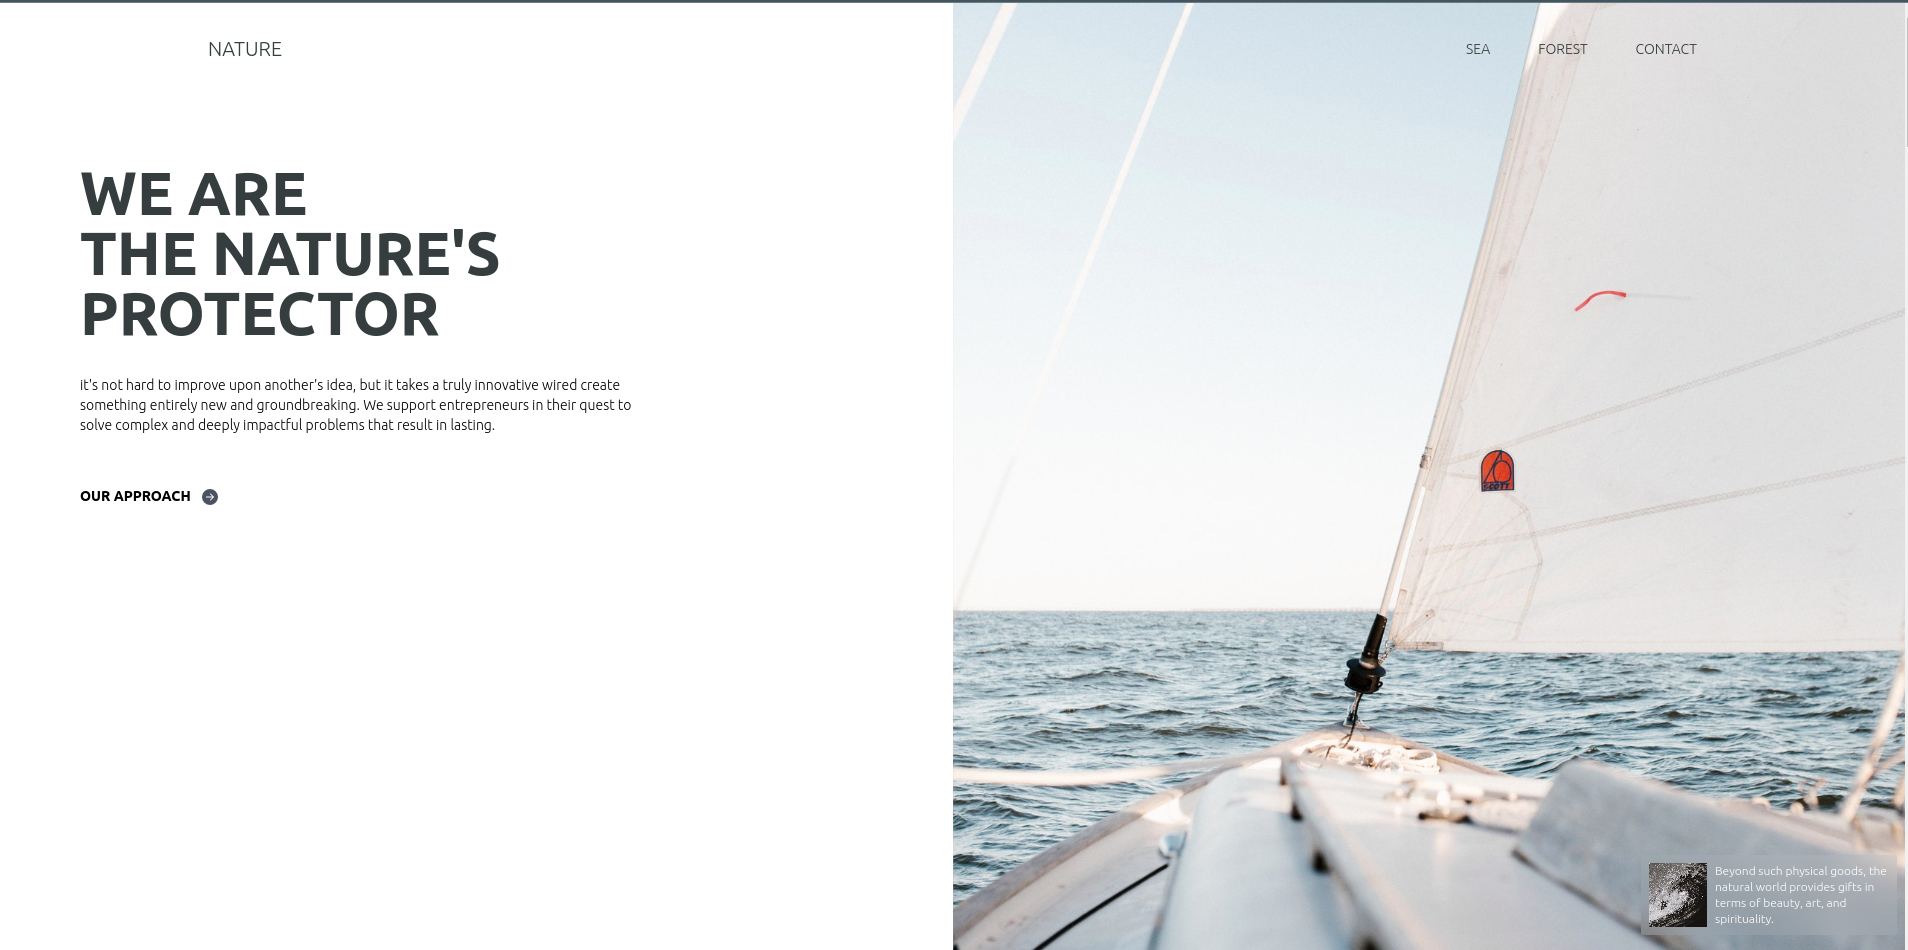 NATURE
SEA
FOREST
CONTACT
WE ARE
THE NATURE'S
PROTECTOR
it's not hard to improve upon another's idea, but it takes a truly innovative wired create
something entirely new and groundbreaking. We support entrepreneurs in their quest to
solve complex and deeply impactful problems that result in lasting.
OUR APPROACH
SCOTT
Beyond such physical goods, the
natural world provides gifts in
terms of beauty, art, and
spirituality.